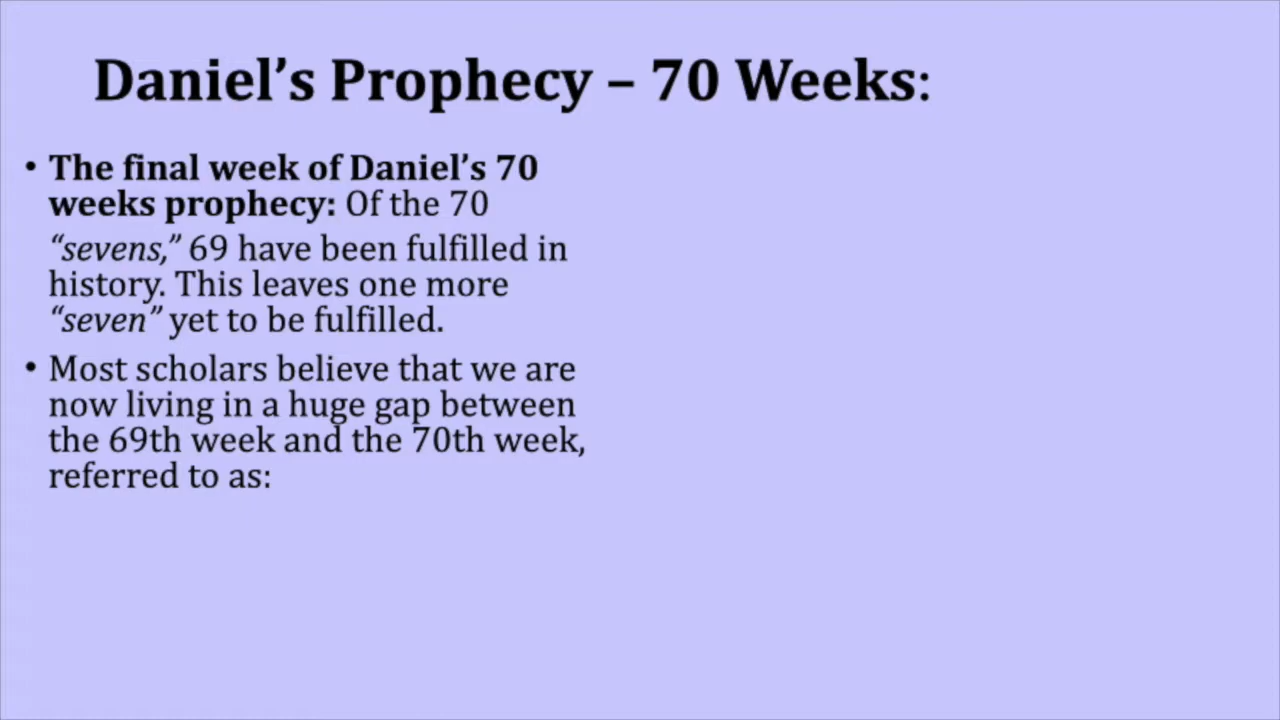 Daniel’s Prophecy – 70 Weeks:
• The final week of Daniel’s 70
weeks prophecy: Of the 70
“sevens,” 69 have been fulfilled in
history. This leaves one more
“seven” yet to be fulfilled.
• Most scholars believe that we are
now living in a huge gap between
the 69th week and the 70th week,
referred to as: